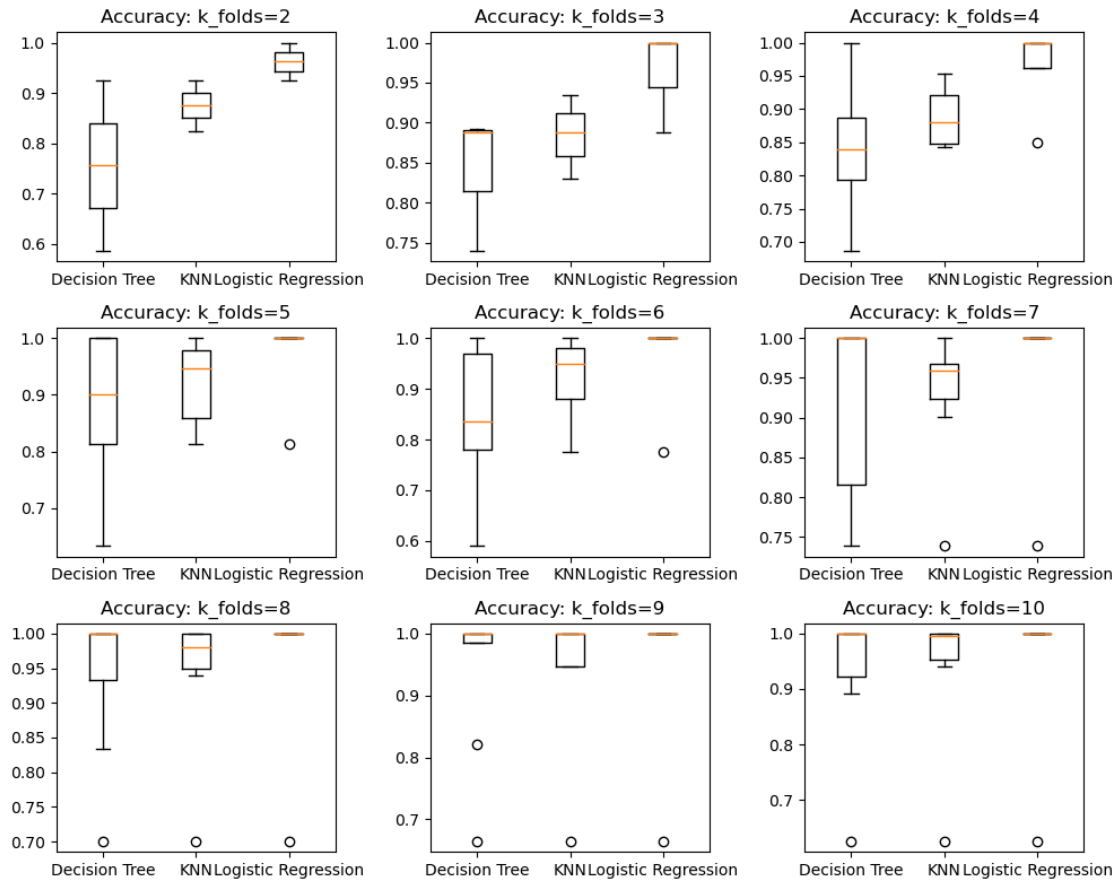 Accuracy: k_folds=2
1.0
0.9
0.8
0.7
0.6
Decision Tree KNN Logistic Regression
Accuracy: k_folds=3
1.00
0.95
0.90
0.85
0.80
0.75
Decision Tree KNN Logistic Regression
Accuracy: k_folds=4
1.00
0.95
0.90
0.85
0.80
0.75
0.70
Decision Tree KNN Logistic Regression
Accuracy: k_folds=5
1.0
0.9
0.8
0.7
Decision Tree KNN Logistic Regression
Accuracy: k_folds=6
1.0
0.9
0.8
0.7
0.6
Decision Tree KNN Logistic Regression
Accuracy: k_folds=7
1.00
0.95
0.90
0.85
0.80
0.75
Decision Tree KNN Logistic Regression
Accuracy: k_folds=8
1.00
0.95
0.90
0.85
0.80
0.75
0.70
Decision Tree KNN Logistic Regression
Accuracy: k_folds=9
1.0
0.9
0.8
0.7
Decision Tree KNN Logistic Regression
Accuracy: k_folds=10
1.0
0.9
0.8
0.7
Decision Tree KNN Logistic Regression